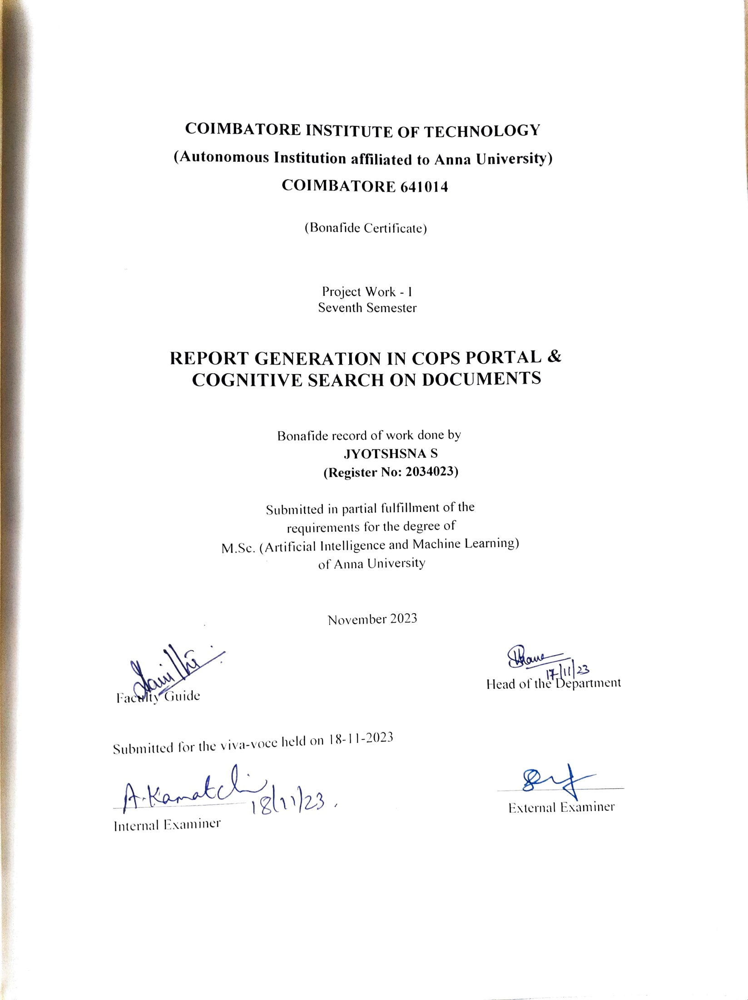 COIMBATORE INSTITUTE OF TECHNOLOGY
(Autonomous Institution affiliated to Anna University)
COIMBATORE 641014
(Bonafide Certificate)
Project Work - I
Seventh Semester
REPORT GENERATION IN COPS PORTAL &
COGNITIVE SEARCH ON DOCUMENTS
Bonafide record of work done by
JYOTSHSNA S
(Register No: 2034023)
Submitted in partial fulfillment of the
requirements for the degree of
M.Sc. (Artificial Intelligence and Machine Learning)
of Anna University
November 2023
17/11/23
Faculty Guide
Head of the Department
Submitted for the viva-voce held on 18-11-2023
A.Kamatchi
18/11/23.
Internal Examiner
External Examiner